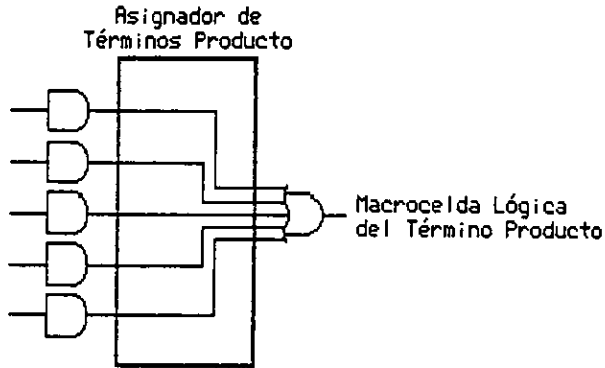 Asignador de
Términos Producto
Macrocelda Lógica
del Término Producto